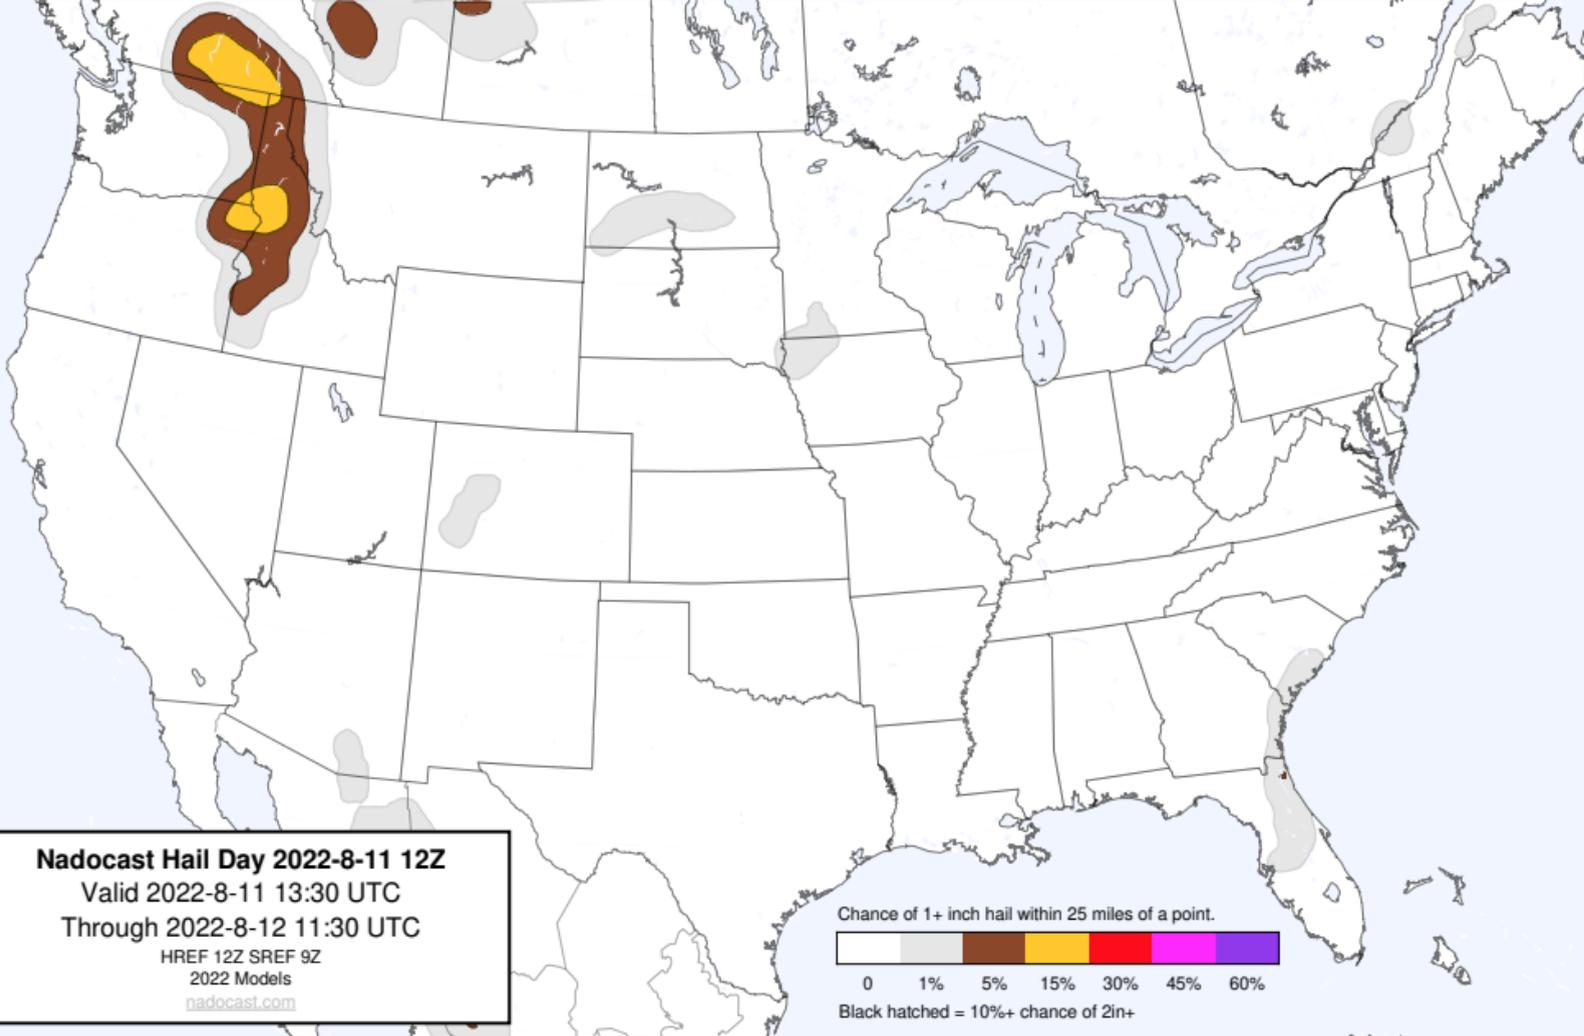 Nadocast Hail Day 2022-8-11 12Z
Valid 2022-8-11 13:30 UTC
Through 2022-8-12 11:30 UTC
HREF 12Z SREF 9Z
2022 Models
nadocast.com
Chance of 1+ inch hail within 25 miles of a point.
0 1% 5% 15% 30% 45% 60%
Black hatched = 10%+ chance of 2in+